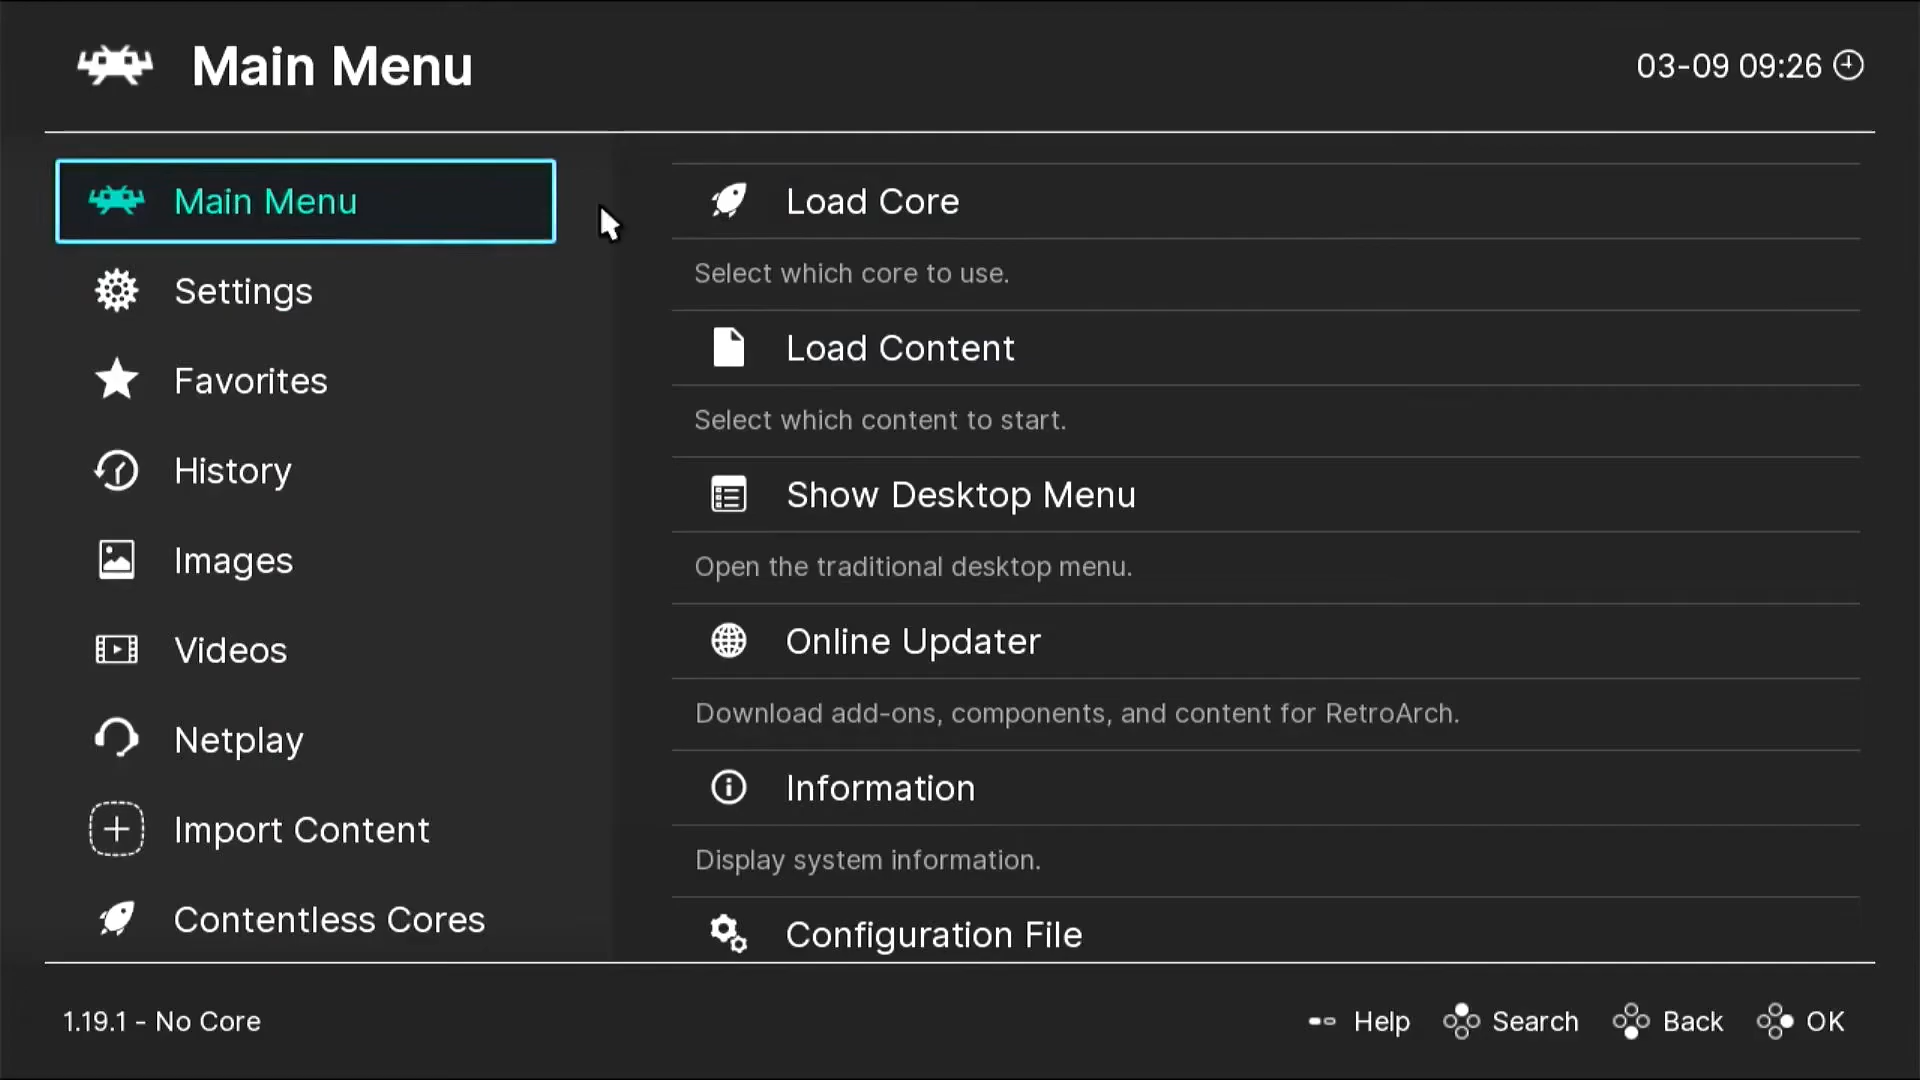 Main Menu
03-09 09:26
Main Menu
Settings
Favorites
History
Images
Videos
Netplay
Import Content
Contentless Cores
Load Core
Select which core to use.
Load Content
Select which content to start.
Show Desktop Menu
Open the traditional desktop menu.
Online Updater
Download add-ons, components, and content for RetroArch.
Information
Display system information.
Configuration File
1.19.1 - No Core
Help Search Back OK